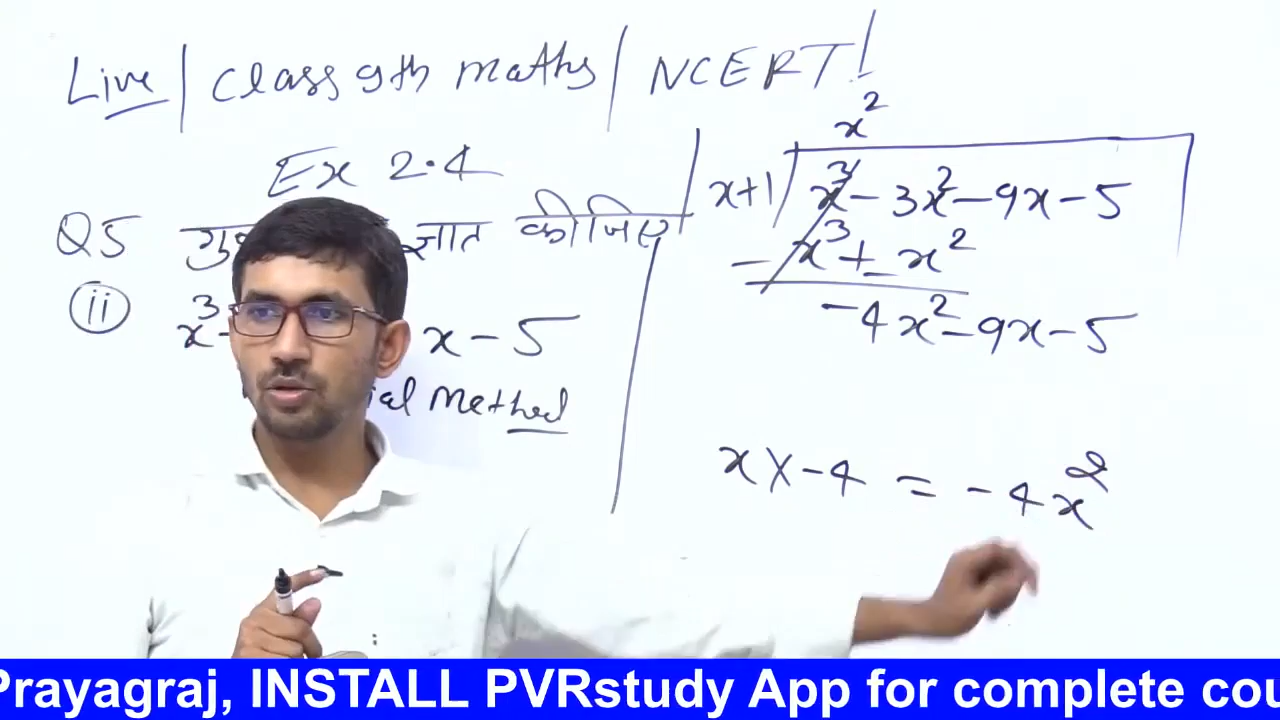 Live | Class 9th maths | NCERT |
Ex 2.4
Q5 ज्ञात कीजिए
(ii) x³- x - 5
Method
x²
x+1 x³ - 3x² - 9x - 5
- x³ + x²
-
-4x² - 9x - 5
x × -4 = -4x²
Prayagraj, INSTALL PVRstudy App for complete cou